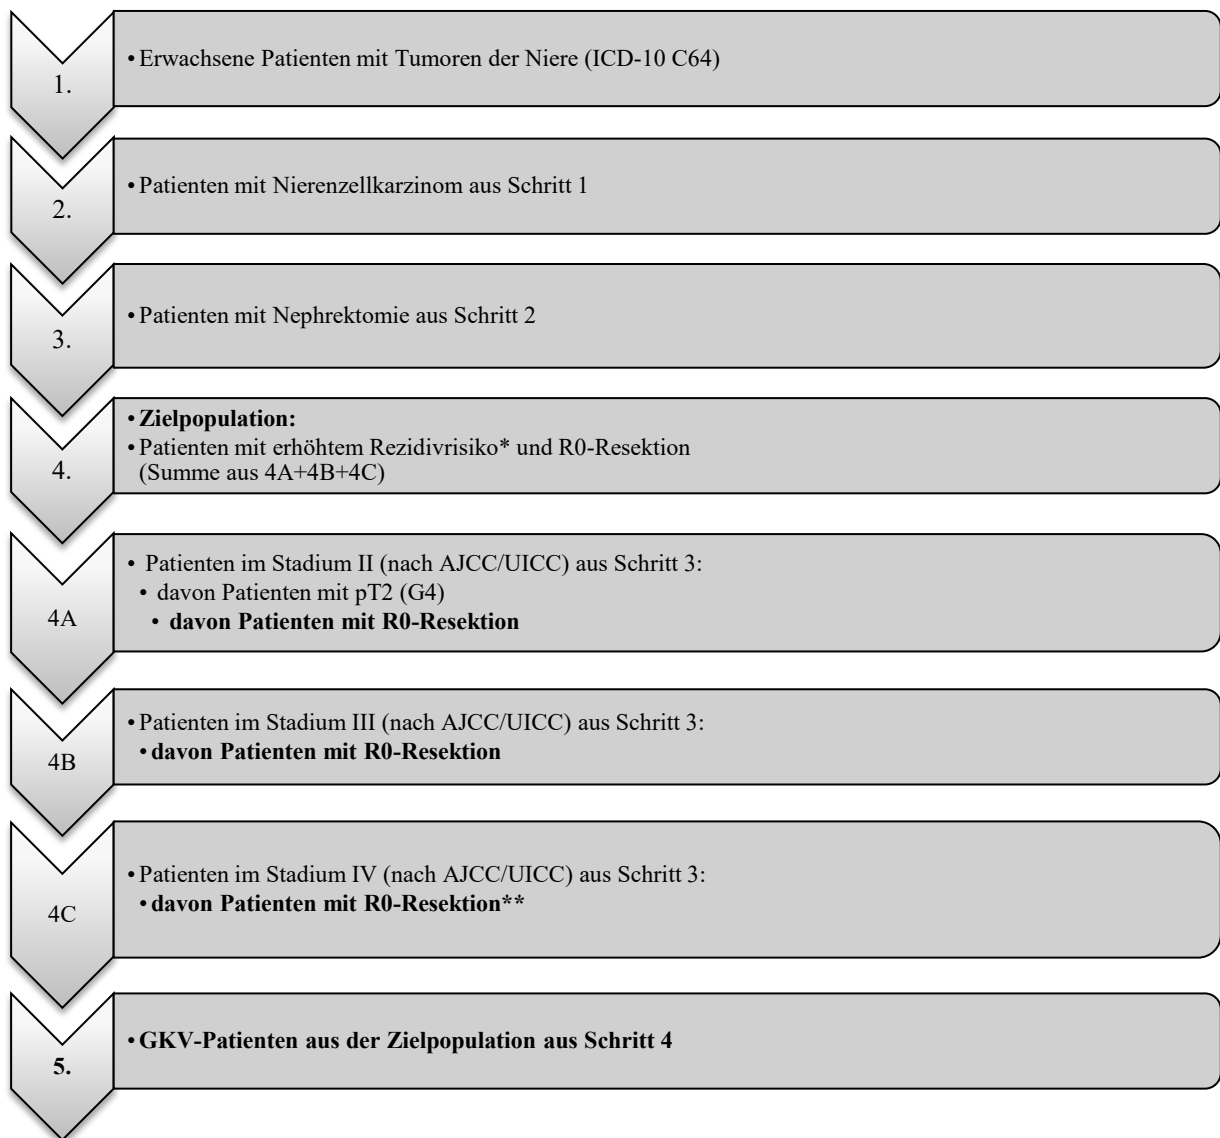 1.
• Erwachsene Patienten mit Tumoren der Niere (ICD-10 C64)
2.
• Patienten mit Nierenzellkarzinom aus Schritt 1
3.
• Patienten mit Nephrektomie aus Schritt 2
4.
• Zielpopulation:
• Patienten mit erhöhtem Rezidivrisiko* und R0-Resektion
(Summe aus 4A+4B+4C)
4A
• Patienten im Stadium II (nach AJCC/UICC) aus Schritt 3:
• davon Patienten mit pT2 (G4)
• davon Patienten mit R0-Resektion
4B
• Patienten im Stadium III (nach AJCC/UICC) aus Schritt 3:
• davon Patienten mit R0-Resektion
4C
• Patienten im Stadium IV (nach AJCC/UICC) aus Schritt 3:
• davon Patienten mit R0-Resektion**
5.
• GKV-Patienten aus der Zielpopulation aus Schritt 4